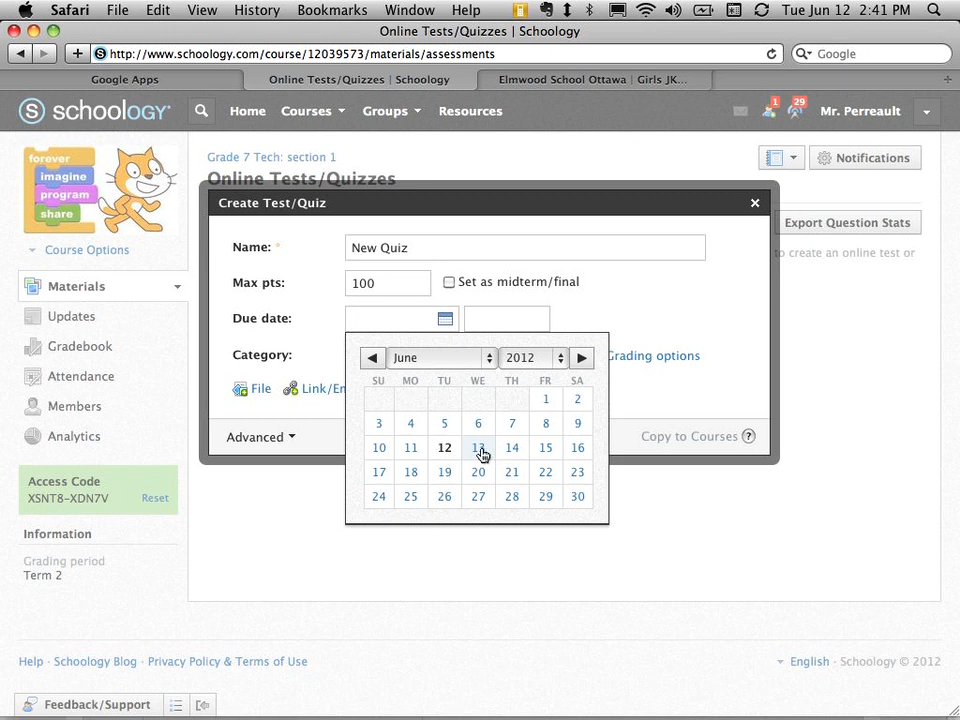 Safari File Edit View History Bookmarks Window Help Tue Jun 12 2:41 PM
Online Tests/Quizzes | Schoology
http://www.schoology.com/course/12039573/materials/assessments
Google
Google Apps
Online Tests/Quizzes | Schoology
Elmwood School Ottawa | Girls JK...
S schoology
Home Courses Groups Resources
1 29
Mr. Perreault
forever
imagine
program
share
Course Options
Materials
Updates
Gradebook
Attendance
Members
Analytics
Access Code
XSNT8-XDN7V Reset
Information
Grading period
Term 2
Grade 7 Tech: section 1
Online Tests/Quizzes
Notifications
Export Question Stats
to create an online test or
Create Test/Quiz
Name: *
New Quiz
Max pts:
100
Set as midterm/final
Due date:
Category:
Grading options
File Link/En
Advanced
Copy to Courses ?
June 2012
SU MO TU WE TH FR SA
1 2
3 4 5 6 7 8 9
10 11 12 13 14 15 16
17 18 19 20 21 22 23
24 25 26 27 28 29 30
Help · Schoology Blog · Privacy Policy & Terms of Use
English · Schoology © 2012
Feedback/Support